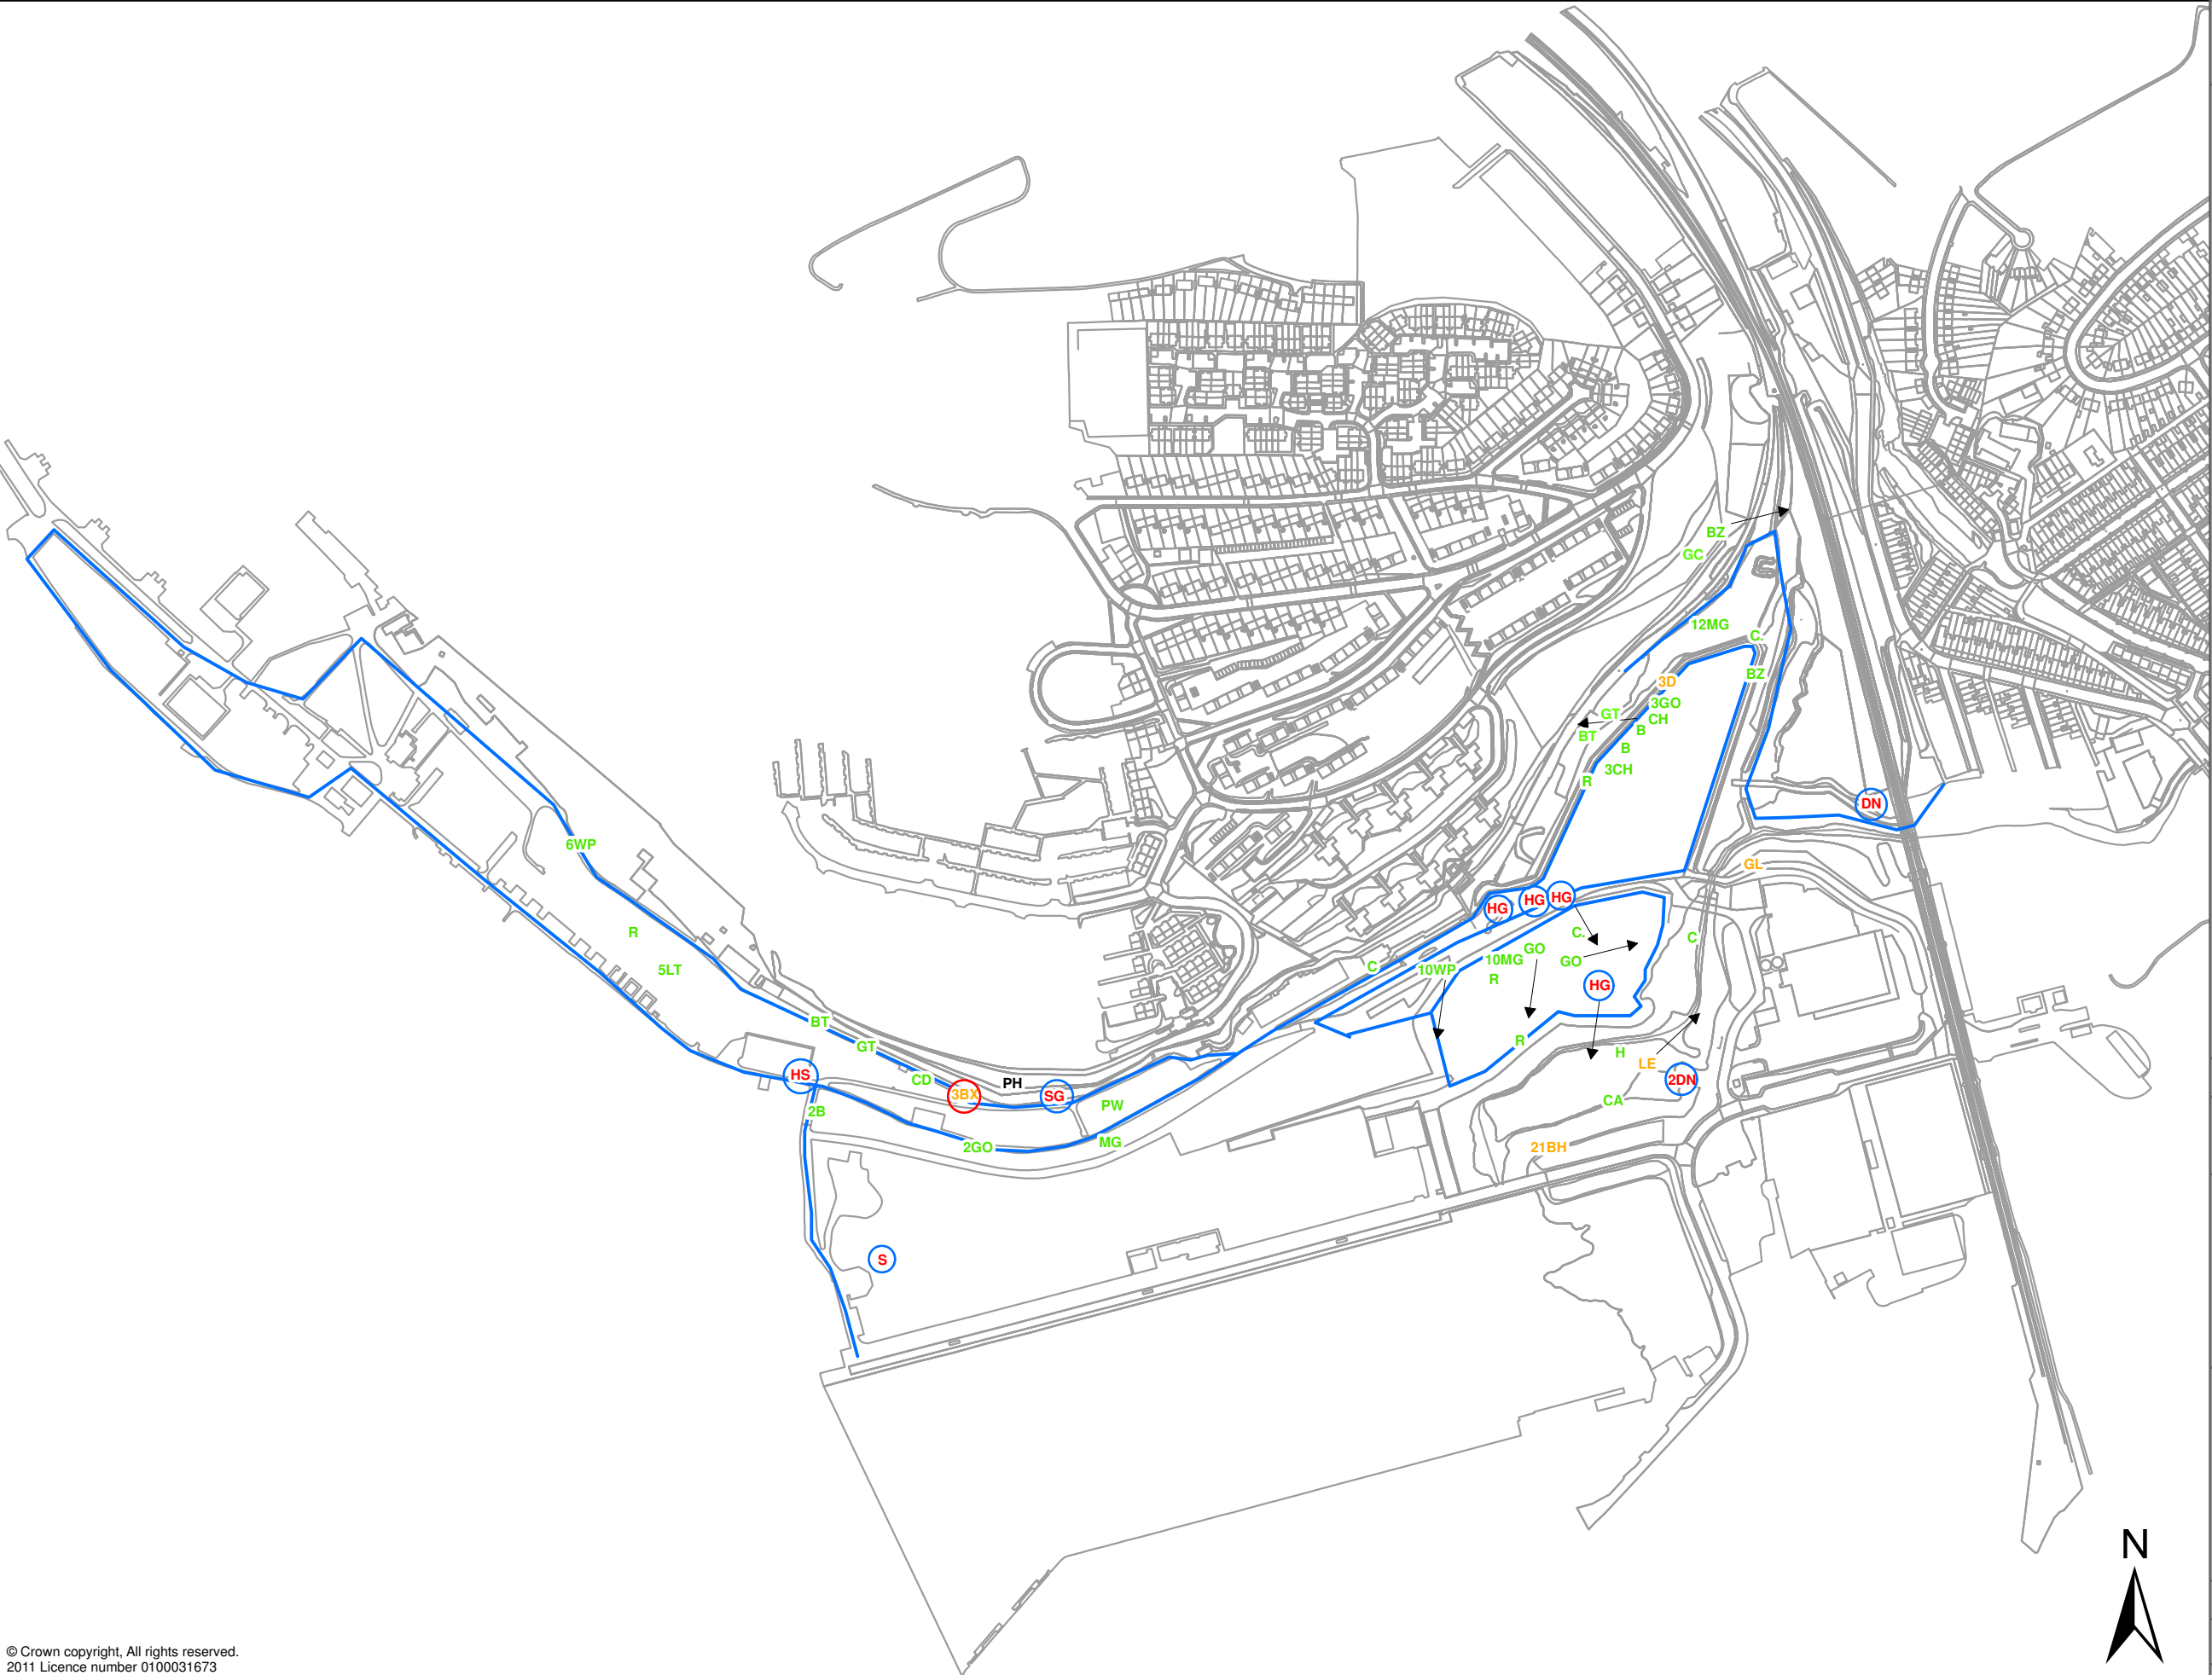 BZ
GC
12MG
C.
3D
BZ
3GO
GT
CH
B
BT
B
3CH
R
DN
6WP
GL
HG
HG
HG
R
C.
C
GO
10MG
GO
C
10WP
5LT
R
HG
BT
R
GT
H
LE
HS
CD
3BX
PH
SG
2DN
CA
PW
2B
MG
2GO
21BH
S
N
© Crown copyright, All rights reserved.
2011 Licence number 0100031673